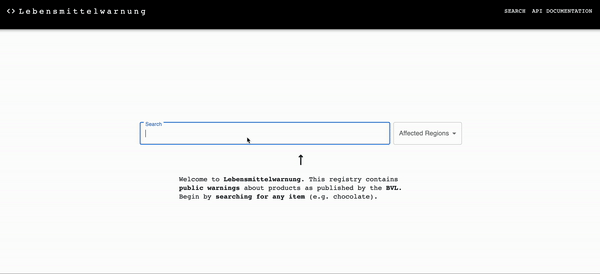 <> Lebensmittelwarnung
SEARCH API DOCUMENTATION
Search
Affected Regions
↑
Welcome to Lebensmittelwarnung. This registry contains
public warnings about products as published by the BVL.
Begin by searching for any item (e.g. chocolate).